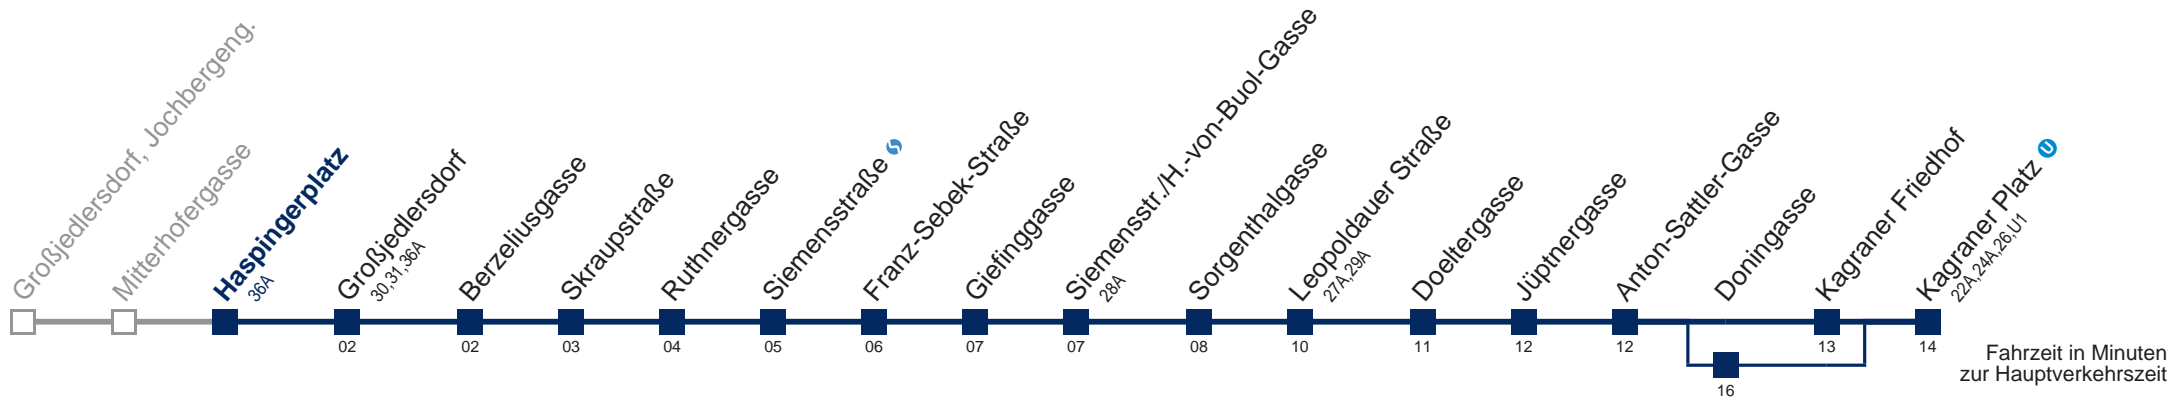 Großjedlersdorf, Jochbergeng.
Mitterhofergasse
Haspingerplatz
36A
Großjedlersdorf
30,31,36A
Berzeliusgasse
Skraupstraße
Ruthnergasse
Siemensstraße
Franz-Sebek-Straße
Giefinggasse
Siemensstr./H.-von-Buol-Gasse
28A
Sorgenthalgasse
Leopoldauer Straße
27A,29A
Doeltergasse
Jüptnergasse
Anton-Sattler-Gasse
Doningasse
Kagraner Friedhof
Kagraner Platz U
22A,24A,26,U1
02 02 03 04 05 06 07 07 08 10 11 12 12 13 14
16
Fahrzeit in Minuten
zur Hauptverkehrszeit